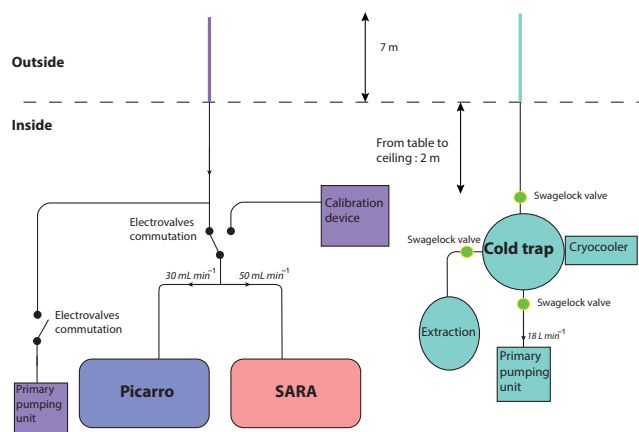 Outside
7 m
Inside
From table to
ceiling : 2 m
Swagelock valve
Calibration
device
Electrovalves
commutation
Swagelock valve
Cold trap
Cryocooler
30 mL min⁻¹
50 mL min⁻¹
Swagelock valve
Electrovalves
commutation
Extraction
18 L min⁻¹
Primary
pumping
unit
Picarro
SARA
Primary
pumping
unit